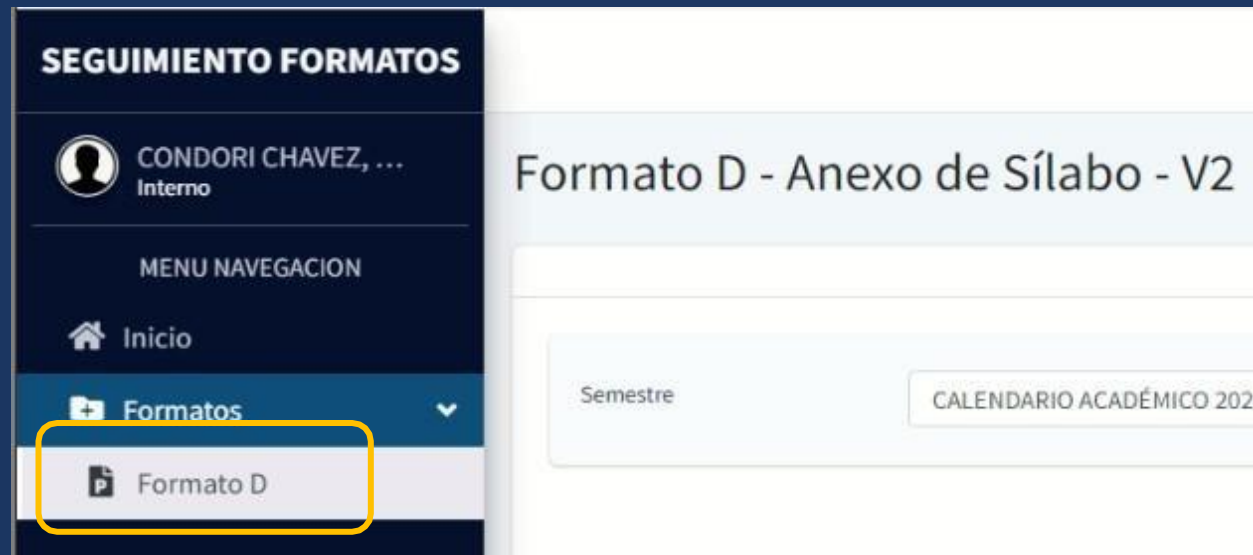 SEGUIMIENTO FORMATOS
CONDORI CHAVEZ, ...
Interno
MENU NAVEGACION
Inicio
Formatos
Formato D
Formato D - Anexo de Sílabo - V2
Semestre
CALENDARIO ACADÉMICO 202